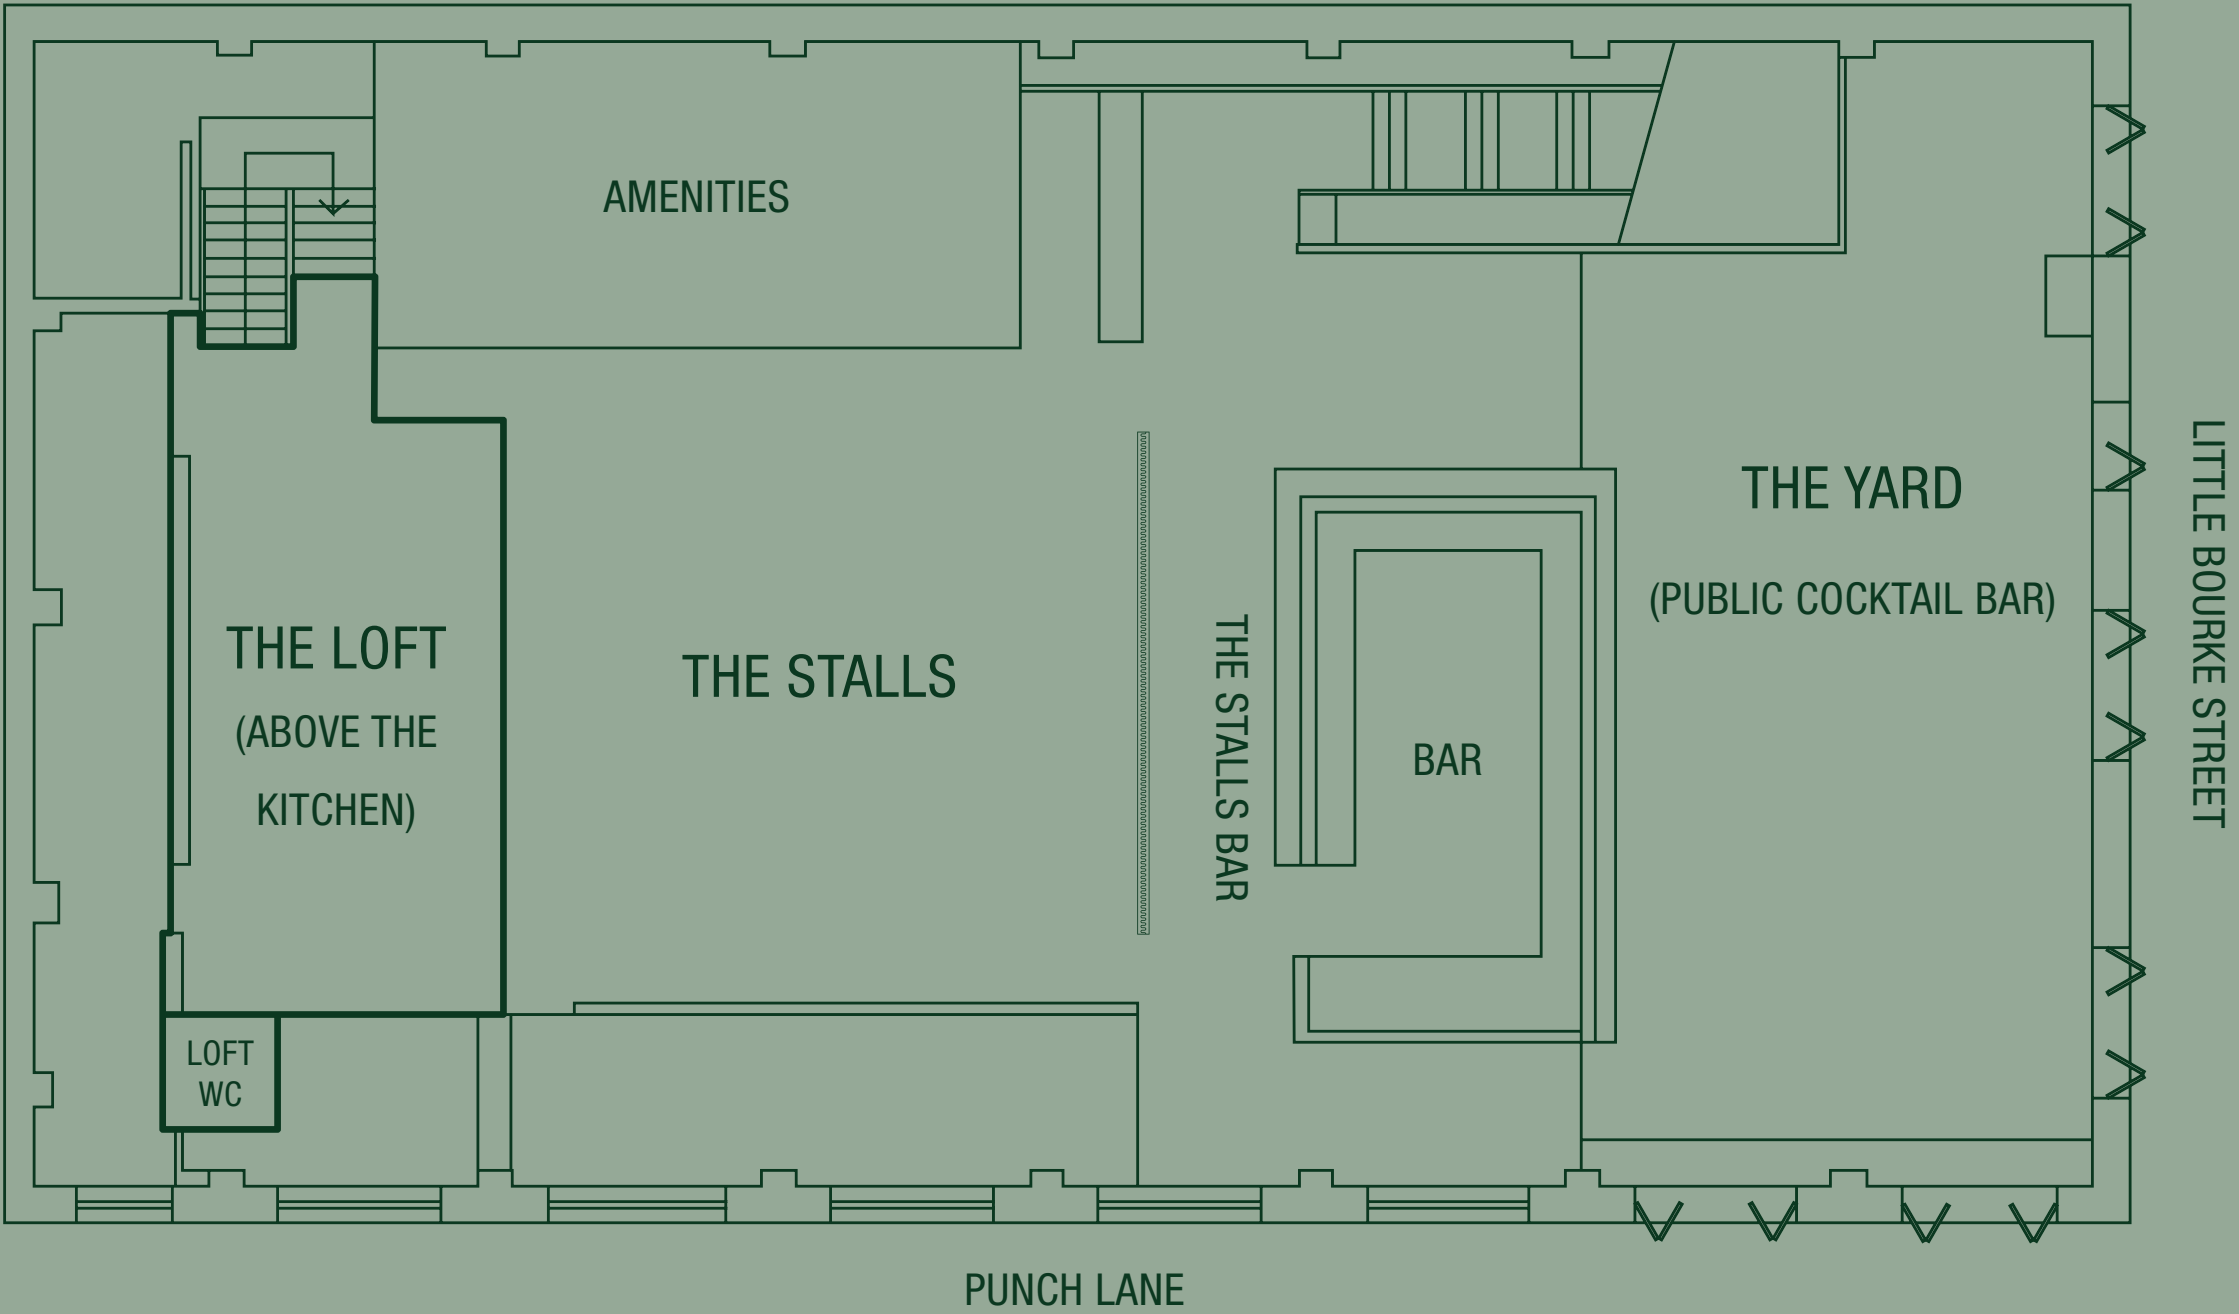 AMENITIES
THE YARD
(PUBLIC COCKTAIL BAR)
THE LOFT
(ABOVE THE
KITCHEN)
THE STALLS
THE STALLS BAR
BAR
LITTLE BOURKE STREET
LOFT
WC
PUNCH LANE